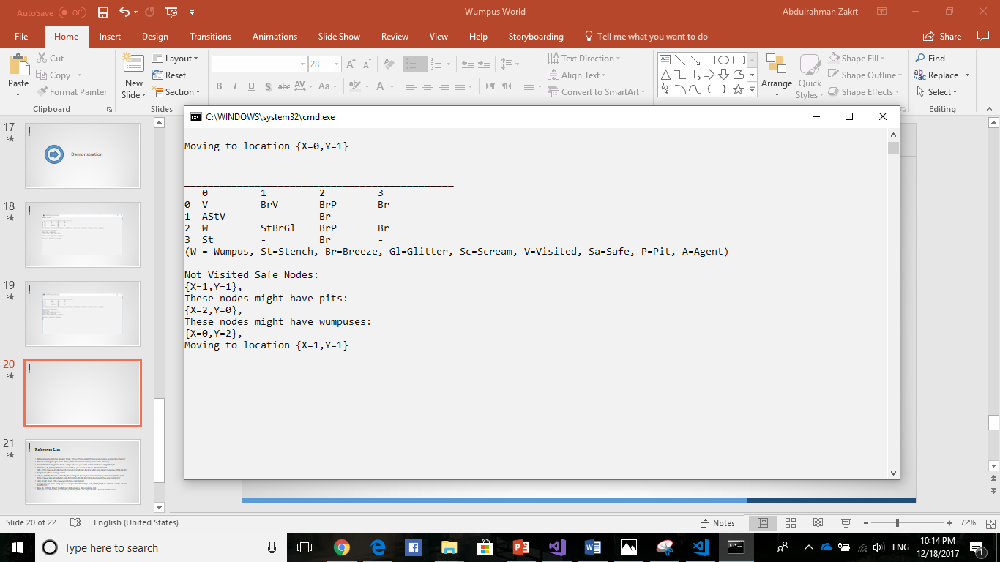 AutoSave Off
Wumpus World
Abdulrahman Zakrt
File Home Insert Design Transitions Animations Slide Show Review View Help Storyboarding Tell me what you want to do Share
Paste
Cut
Copy
Format Painter
Clipboard
New Slide
Layout
Reset
Section
Slides
28
B I U S abc AV Aa A
Text Direction
Align Text
Convert to SmartArt
Arrange
Quick Styles
Shape Fill
Shape Outline
Shape Effects
Find
Replace
Select
Editing
17
Demonstration
18
19
20
21
Reference List
C:\WINDOWS\system32\cmd.exe
Moving to location {X=0,Y=1}
0 1 2 3
0 V BrV BrP Br
1 AStV - Br -
2 W StBrGl BrP Br
3 St - Br -
(W = Wumpus, St=Stench, Br=Breeze, Gl=Glitter, Sc=Scream, V=Visited, Sa=Safe, P=Pit, A=Agent)
Not Visited Safe Nodes:
{X=1,Y=1},
These nodes might have pits:
{X=2,Y=0},
These nodes might have wumpuses:
{X=0,Y=2},
Moving to location {X=1,Y=1}
Slide 20 of 22 English (United States) Notes 72%
Type here to search
ENG
10:14 PM
12/18/2017
1